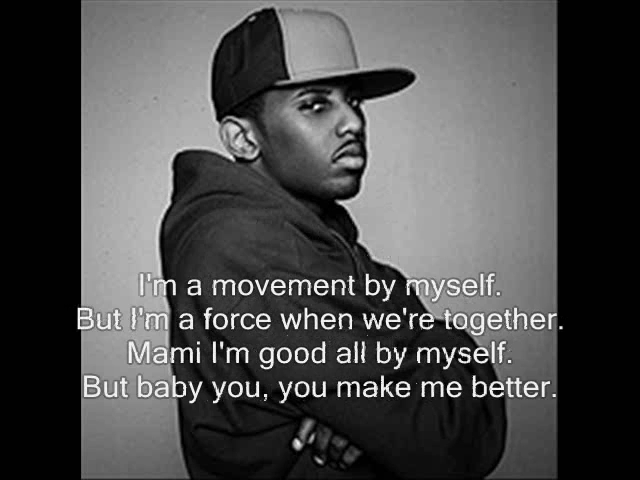 I'm a movement by myself.
But I'm a force when we're together.
Mami I'm good all by myself.
But baby you, you make me better.